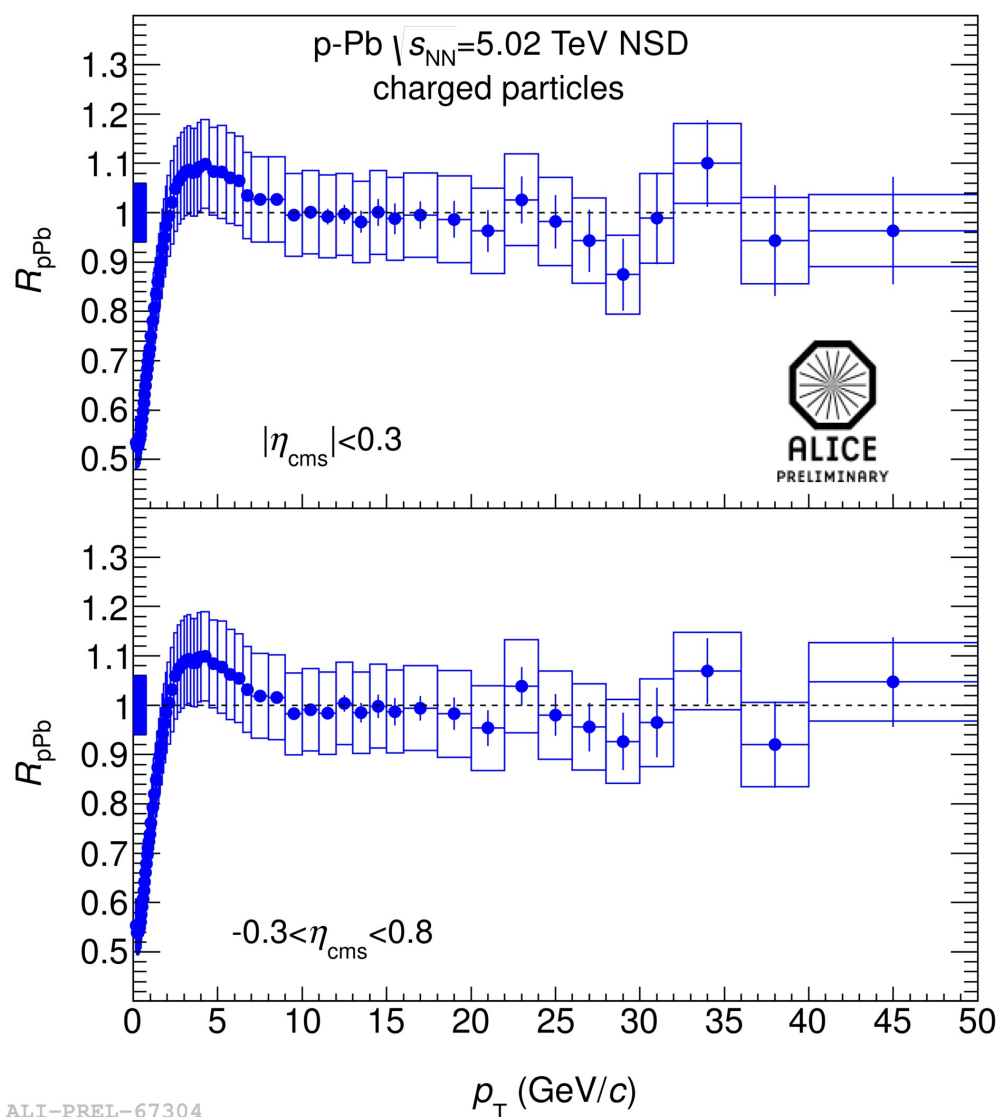 p-Pb √sNN=5.02 TeV NSD
charged particles
1.3
1.2
1.1
1
0.9
0.8
0.7
0.6
0.5
RpPb
|ηcms|<0.3
ALICE
PRELIMINARY
1.3
1.2
1.1
1
0.9
0.8
0.7
0.6
0.5
RpPb
-0.3<ηcms<0.8
0 5 10 15 20 25 30 35 40 45 50
pT (GeV/c)
ALI-PREL-67304